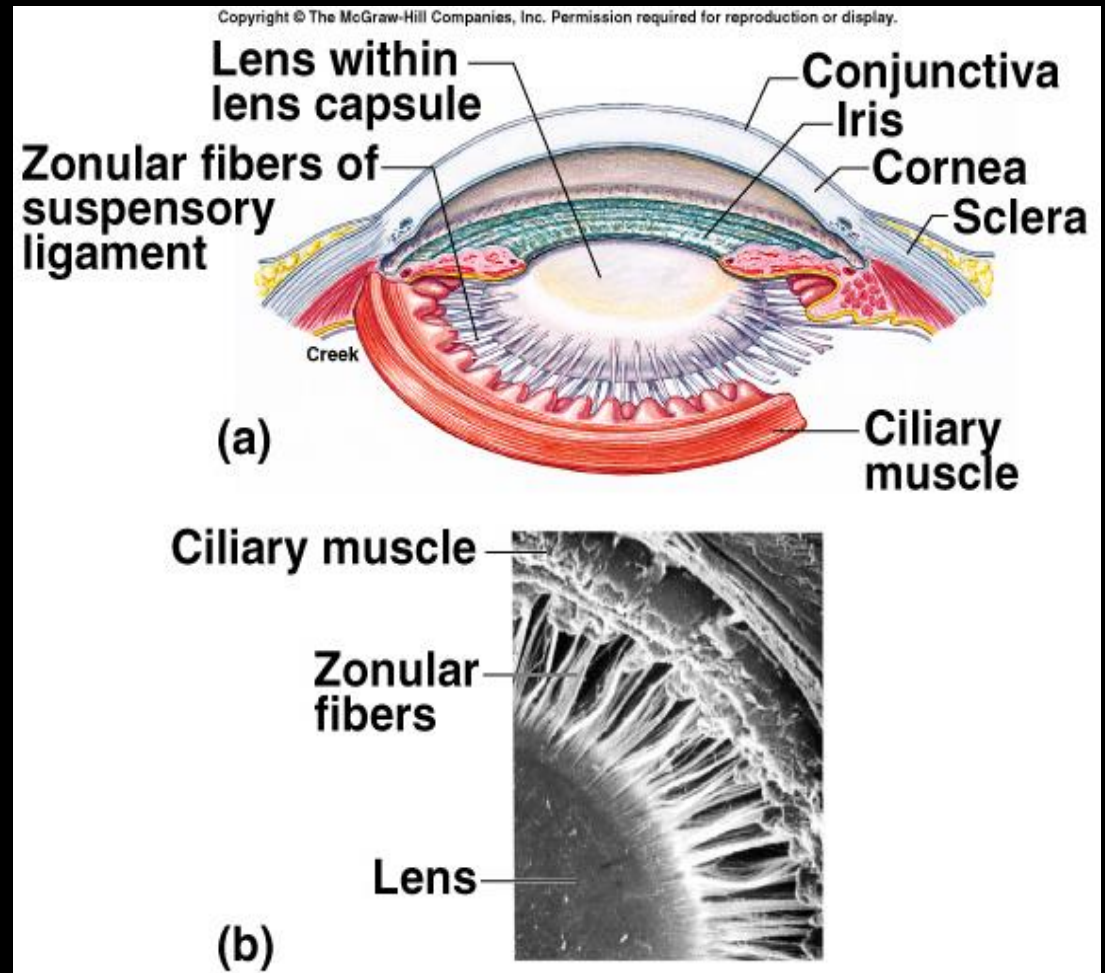 Copyright © The McGraw-Hill Companies, Inc. Permission required for reproduction or display.
Lens within
lens capsule
Conjunctiva
Iris
Zonular fibers of
suspensory
ligament
Cornea
Sclera
Creek
(a)
Ciliary
muscle
Ciliary muscle
Zonular
fibers
Lens
(b)